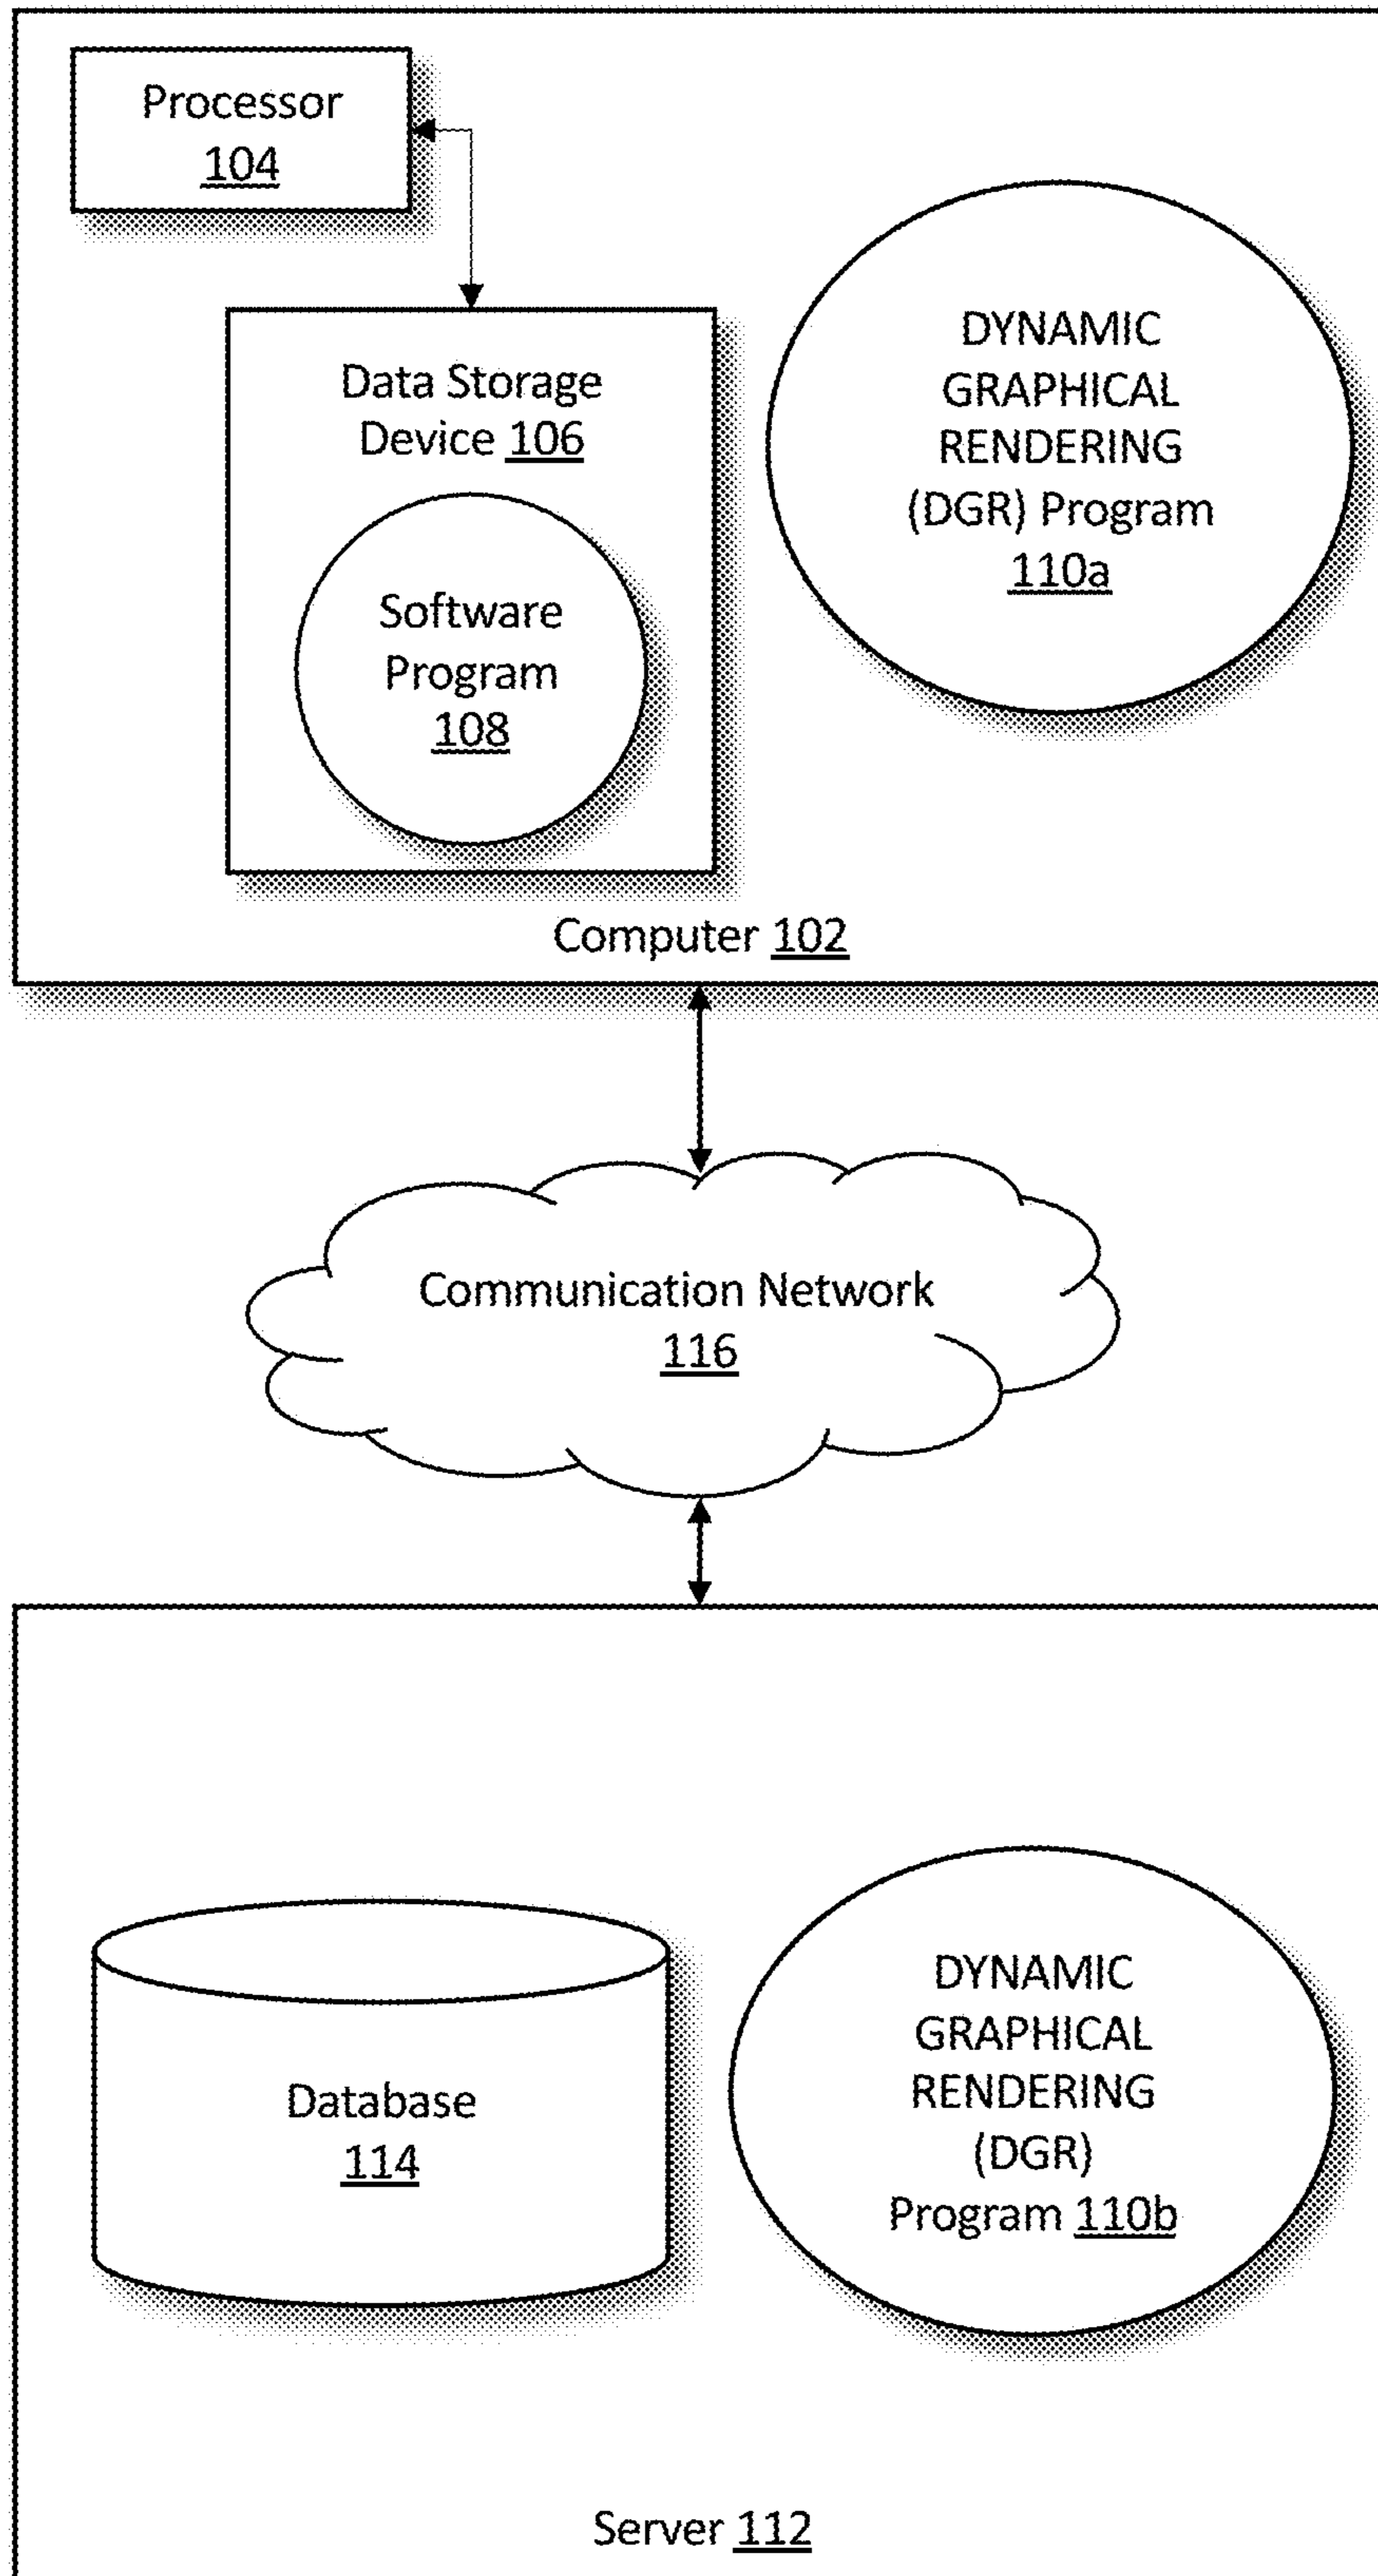 Processor
104
Data Storage
Device 106
Software
Program
108
DYNAMIC
GRAPHICAL
RENDERING
(DGR) Program
110a
Computer 102
Communication Network
116
Database
114
DYNAMIC
GRAPHICAL
RENDERING
(DGR)
Program 110b
Server 112